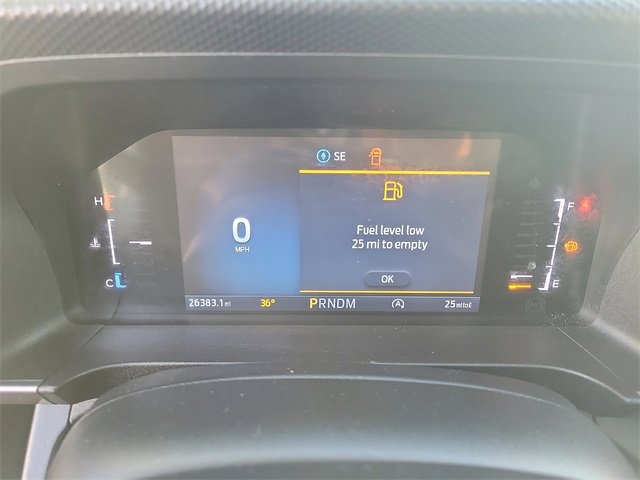 SE
H
F
Fuel level low
25 mi to empty
0
MPH
OK
C
E
26383.1 mi 36° PRNDM 25 mi to E